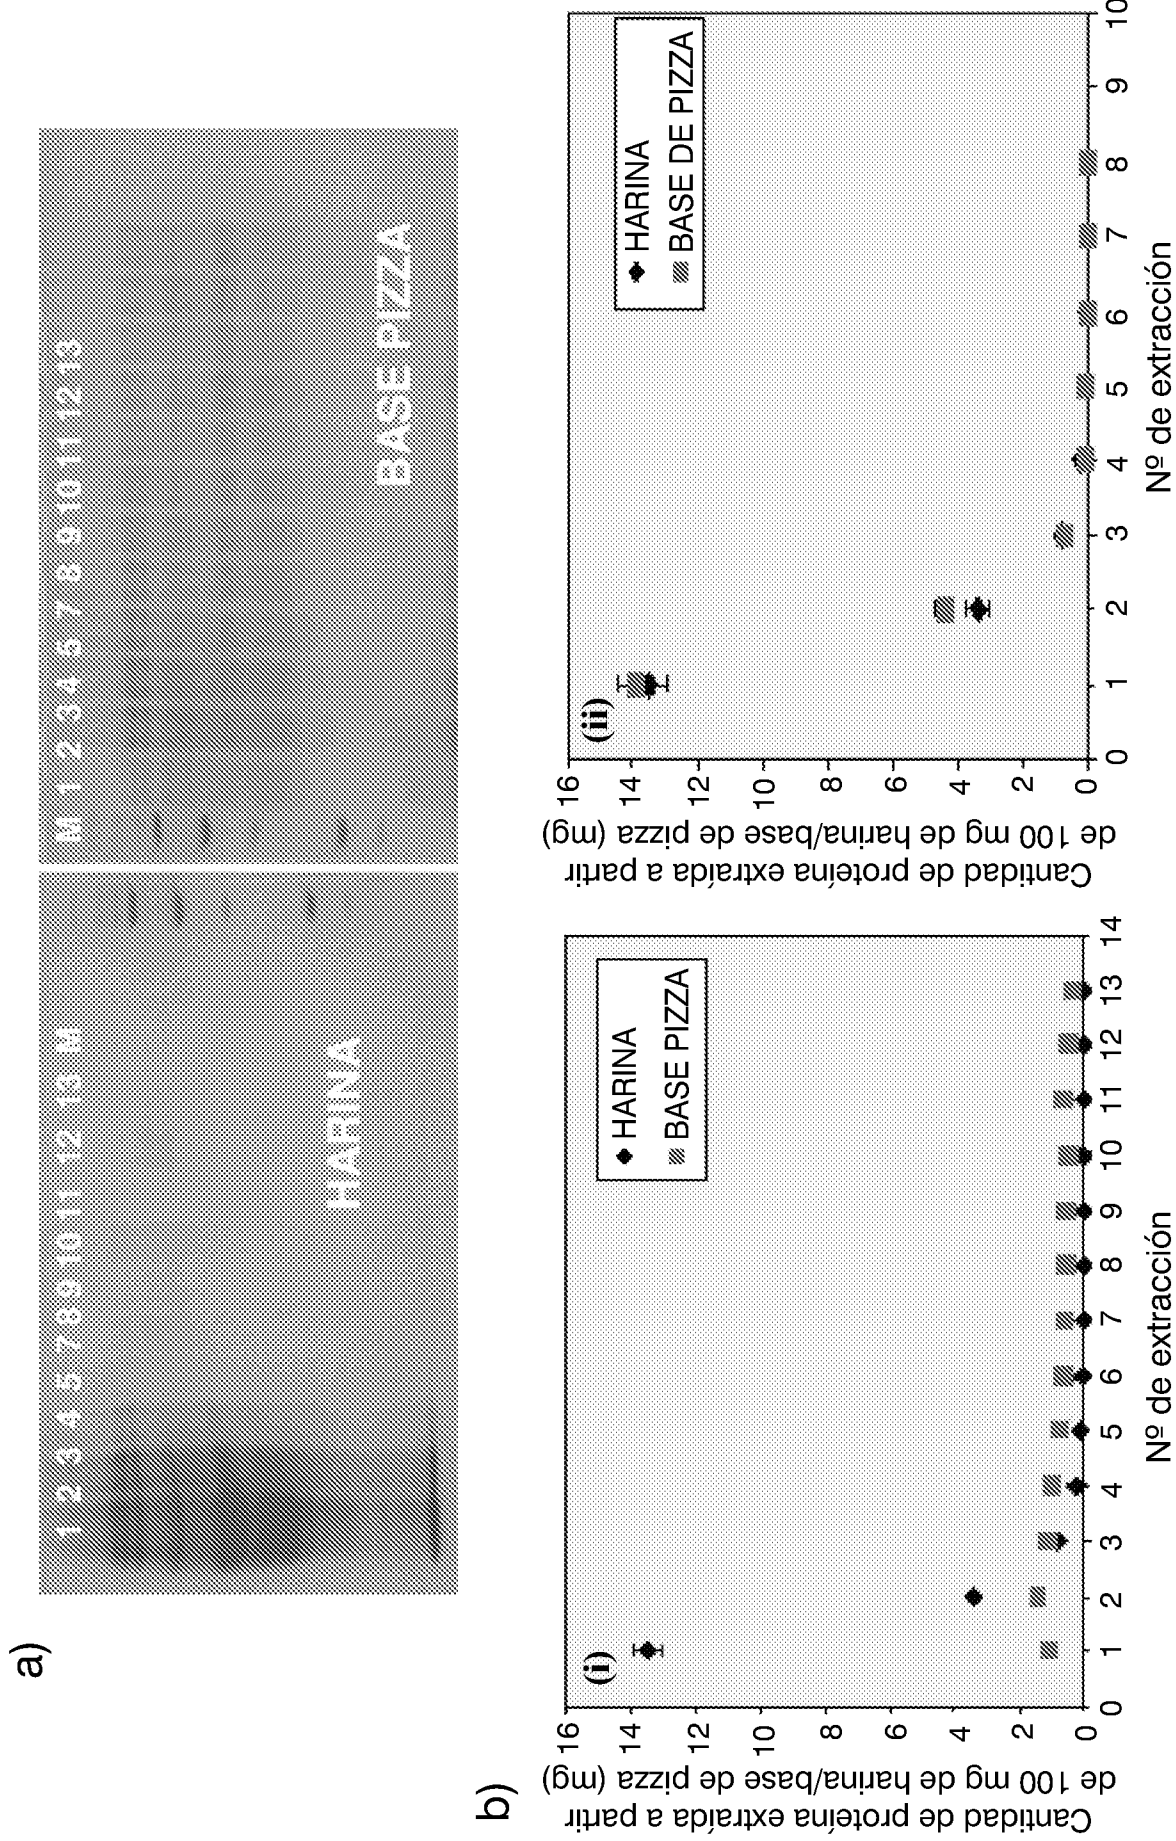 a)
1 2 3 4 5 7 8 9 10 11 12 13 M
HARINA
M 1 2 3 4 5 7 8 9 10 11 12 13
BASE PIZZA
b)
Cantidad de proteína extraída a partir
de 100 mg de harina/base de pizza (mg)
16
14
12
10
8
6
4
2
0
(i)
HARINA
BASE PIZZA
0 1 2 3 4 5 6 7 8 9 10 11 12 13 14
Nº de extracción
Cantidad de proteína extraída a partir
de 100 mg de harina/base de pizza (mg)
16
14
12
10
8
6
4
2
0
(ii)
HARINA
BASE DE PIZZA
0 1 2 3 4 5 6 7 8 9 10
Nº de extracción